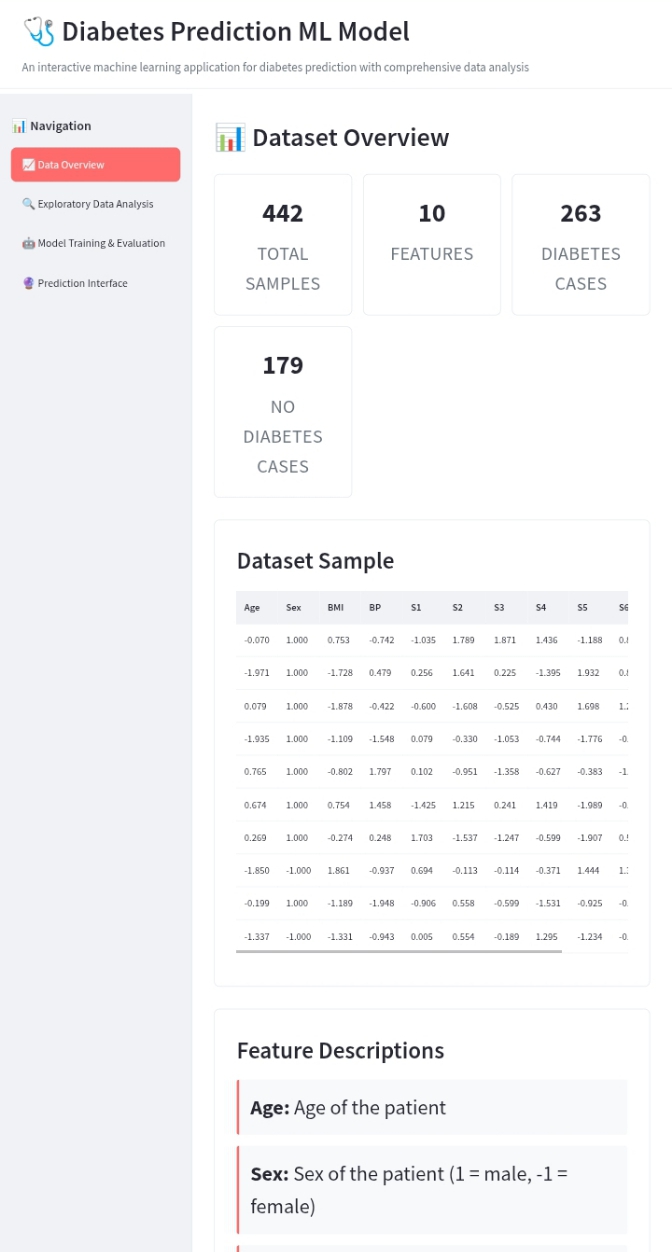 Diabetes Prediction ML Model
An interactive machine learning application for diabetes prediction with comprehensive data analysis
Navigation
Data Overview
Exploratory Data Analysis
Model Training & Evaluation
Prediction Interface
Dataset Overview
442
TOTAL
SAMPLES
10
FEATURES
263
DIABETES
CASES
179
NO
DIABETES
CASES
Dataset Sample
Age Sex BMI BP S1 S2 S3 S4 S5 S6
-0.070 1.000 0.753 -0.742 -1.035 1.789 1.871 1.436 -1.188
-1.971 1.000 -1.728 0.479 0.256 1.641 0.225 -1.395 1.932
0.079 1.000 -1.878 -0.422 -0.600 -1.608 -0.525 0.430 1.698
-1.935 1.000 -1.109 -1.548 0.079 -0.330 -1.053 -0.744 -1.776
0.765 1.000 -0.802 1.797 0.102 -0.951 -1.358 -0.627 -0.383
0.674 1.000 0.754 1.458 -1.425 1.215 0.241 1.419 -1.989
0.269 1.000 -0.274 0.248 1.703 -1.537 -1.247 -0.599 -1.907
-1.850 -1.000 1.861 -0.937 0.694 -0.113 -0.114 -0.371 1.444
-0.199 1.000 -1.189 -1.948 -0.906 0.558 -0.599 -1.531 -0.925
-1.337 -1.000 -1.331 -0.943 0.005 0.554 -0.189 1.295 -1.234
Feature Descriptions
Age: Age of the patient
Sex: Sex of the patient (1 = male, -1 =
female)